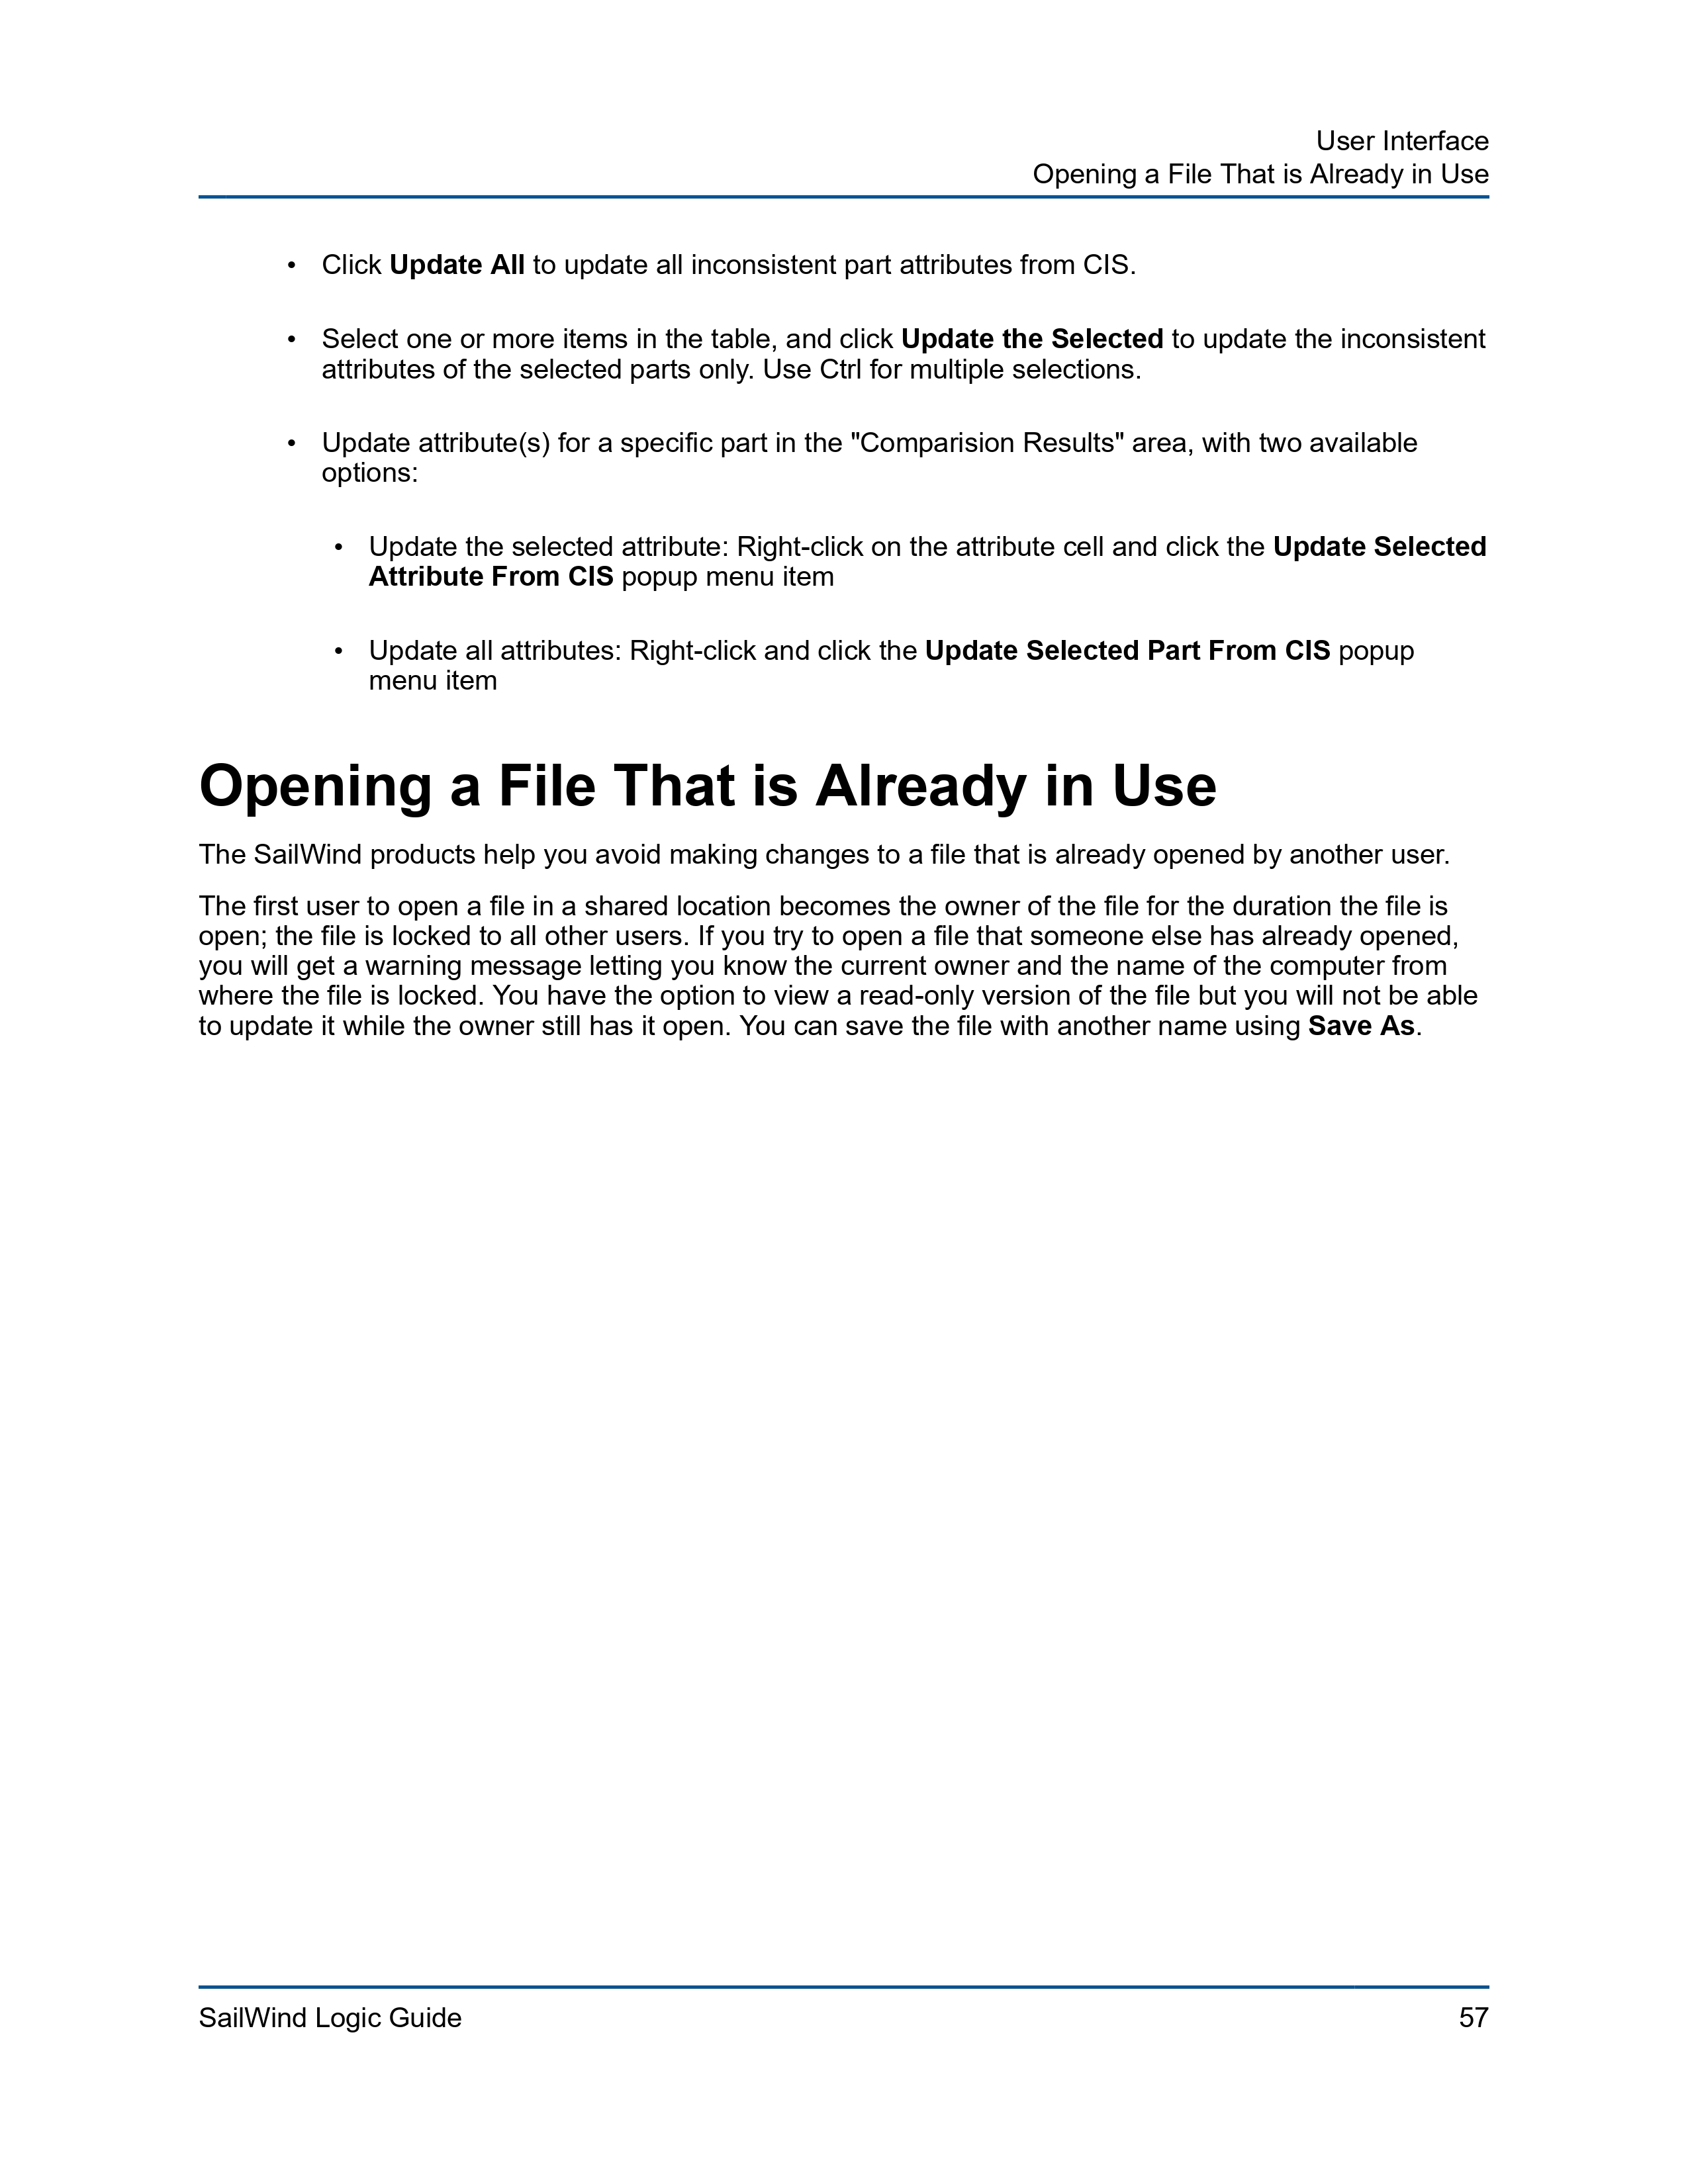 User Interface
Opening a File That is Already in Use
• Click Update All to update all inconsistent part attributes from CIS.
• Select one or more items in the table, and click Update the Selected to update the inconsistent
attributes of the selected parts only. Use Ctrl for multiple selections.
• Update attribute(s) for a specific part in the "Comparision Results" area, with two available
options:
• Update the selected attribute: Right-click on the attribute cell and click the Update Selected
Attribute From CIS popup menu item
• Update all attributes: Right-click and click the Update Selected Part From CIS popup
menu item
Opening a File That is Already in Use
The SailWind products help you avoid making changes to a file that is already opened by another user.
The first user to open a file in a shared location becomes the owner of the file for the duration the file is
open; the file is locked to all other users. If you try to open a file that someone else has already opened,
you will get a warning message letting you know the current owner and the name of the computer from
where the file is locked. You have the option to view a read-only version of the file but you will not be able
to update it while the owner still has it open. You can save the file with another name using Save As.
SailWind Logic Guide
57